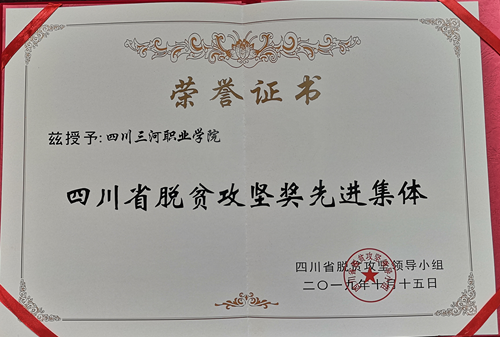 荣誉证书
兹授予:四川三河职业学院
四川省脱贫攻坚奖先进集体
四川省脱贫攻坚领导小组
二〇一九年十月十五日